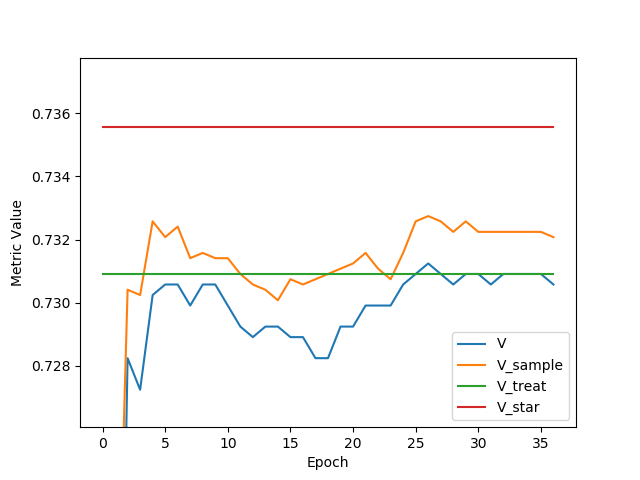 0.736
0.734
0.732
0.730
0.728
Metric Value
0 5 10 15 20 25 30 35
Epoch
V
V_sample
V_treat
V_star